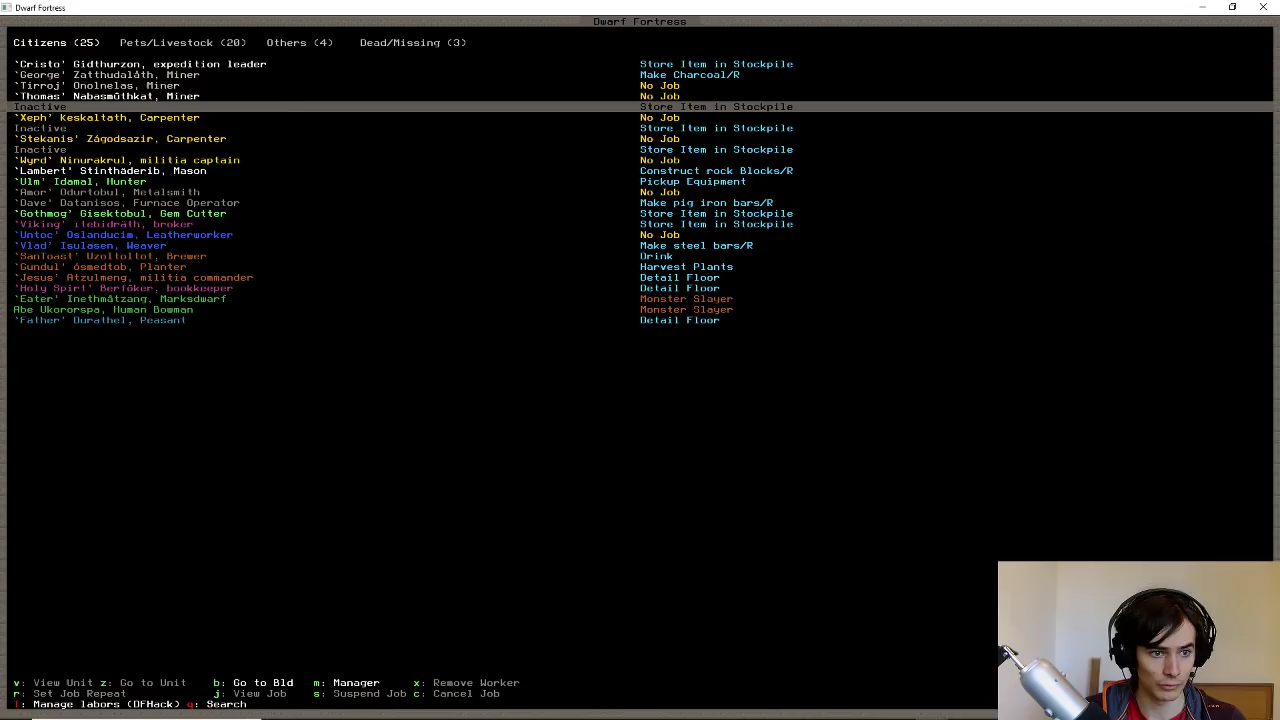 Dwarf Fortress
Dwarf Fortress
Citizens (25) Pets/Livestock (20) Others (4) Dead/Missing (3)
`Cristo' Gidthurzon, expedition leader Store Item in Stockpile
`George' Zatthudalåth, Miner Make Charcoal/R
`Tirroj' Onolnelas, Miner No Job
`Thomas' Nabasmûthkat, Miner No Job
Inactive Store Item in Stockpile
`Xeph' Keskaltath, Carpenter No Job
Inactive Store Item in Stockpile
`Stekanis' Zágodsazir, Carpenter No Job
Inactive Store Item in Stockpile
`Wyrd' Ninurakrul, militia captain No Job
`Lambert' Stinthäderib, Mason Construct rock Blocks/R
`Ulm' Idamal, Hunter Pickup Equipment
`Amor' Odurtobul, Metalsmith No Job
`Dave' Datanisos, Furnace Operator Make pig iron bars/R
`Gothmog' Gisektobul, Gem Cutter Store Item in Stockpile
`Viking' broker Store Item in Stockpile
`Untoc' Oslanducim, Leatherworker No Job
`Vlad' Isulasen, Weaver Make steel bars/R
`SanToast' Uzoltoltot, Brewer Drink
`Gundul' ósmedtob, Planter Harvest Plants
`Jesus' Atzulmeng, militia commander Detail Floor
`Holy Spirt' Berfòker, bookkeeper Detail Floor
`Eater' Inethmâtzang, Marksdwarf Monster Slayer
Abe Ukororspa, Human Bowman Monster Slayer
`Father' Durathel, Peasant Detail Floor
v: View Unit z: Go to Unit b: Go to Bld m: Manager x: Remove Worker
r: Set Job Repeat j: View Job s: Suspend Job c: Cancel Job
l: Manage labors (DFHack) q: Search